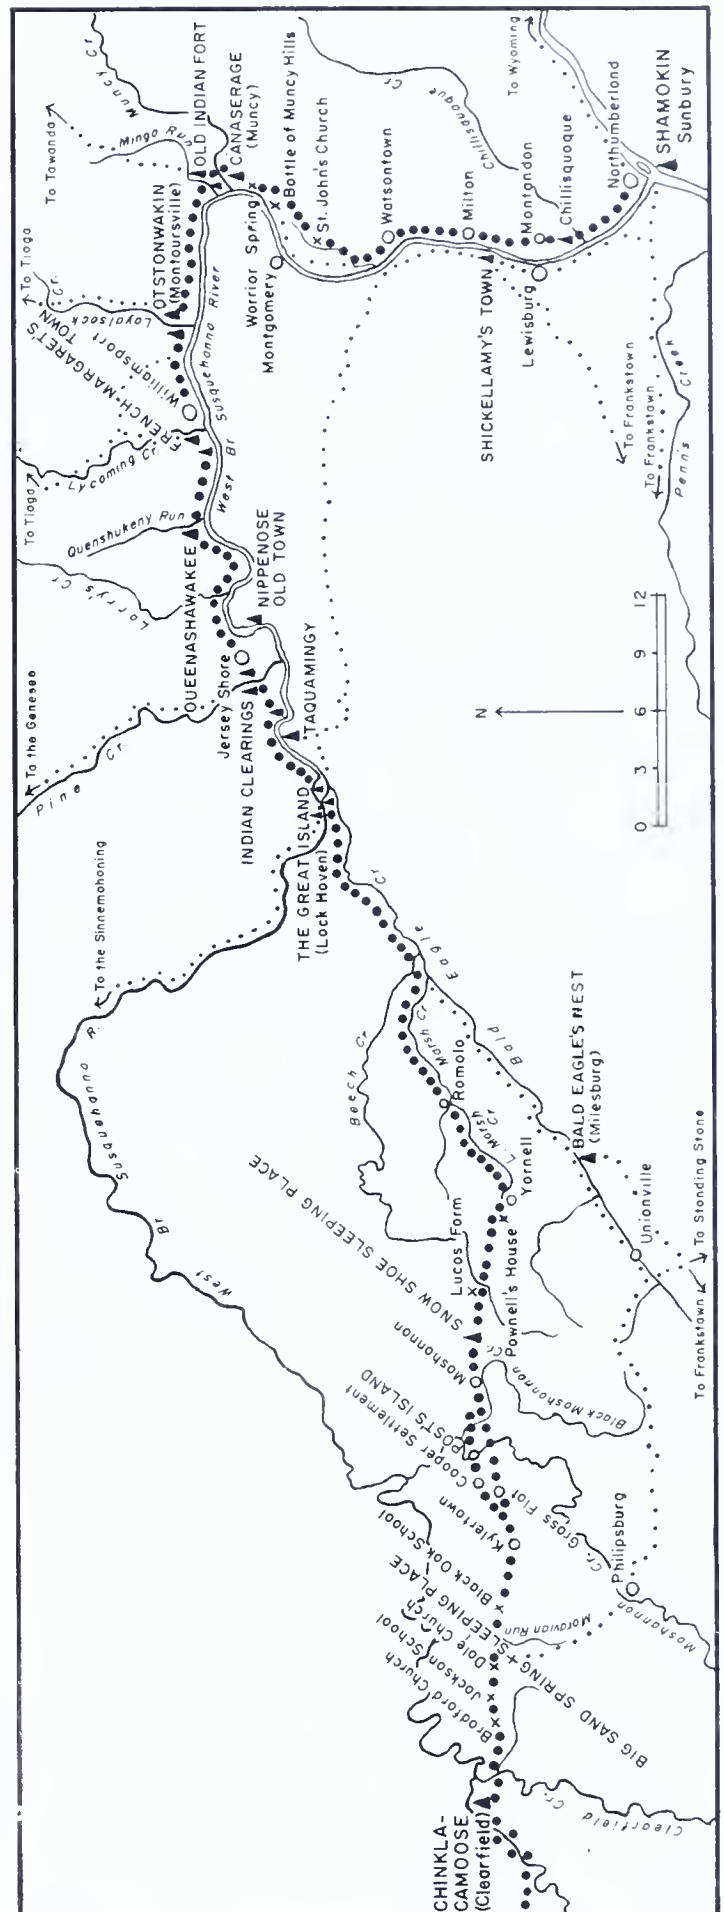 To Towanda
Muncy Cr
Mingo Run
OLD INDIAN FORT
CANASERAGE
(Muncy)
Battle of Muncy Hills
St. John's Church
Warrior Spring
Montgomery
Watsontown
Milton
Montandon
Chillisquoque
Chillisquaque Cr
To Wyoming
Northumberland
SHAMOKIN
Sunbury
SHICKELLAMY'S TOWN
Lewisburg
To Frankstown
To Frankstown
Penn's Creek
To Tioga
Loyalsock Cr.
OTSTONWAKIN
(Montoursville)
FRENCH-MARGARET'S
TOWN
Williamsport
West Br Susquehanna River
To Tioga
Lycoming Cr.
Quenshukeny Run
QUEENASHAWAKEE
Larry's Cr
NIPPENOSE
OLD TOWN
Jersey Shore
INDIAN CLEARINGS
TAQUAMINGY
To the Genesee
Pine Cr.
THE GREAT ISLAND
(Lock Haven)
N
0 3 6 9 12
To the Sinnemahoning
West Br Susquehanna R.
Bald Eagle Cr
Beech Cr
Marsh Cr
Romola
L. Marsh Cr
Yarnell
BALD EAGLE'S NEST
(Milesburg)
Unionville
To Standing Stone
To Frankstown
Lucas Farm
Pownell's House
SNOW SHOE SLEEPING PLACE
Moshannon
Black Moshannon Cr.
POST'S ISLAND
Cooper Settlement
Gross Flat
Kylertown
Black Oak School
Philipsburg
Moshannon Cr.
Moravian Run
BIG SAND SPRING + SLEEPING PLACE
Dale Church
Jackson School
Bradford Church
Clearfield Cr.
CHINKLA-
CAMOOSE
(Clearfield)